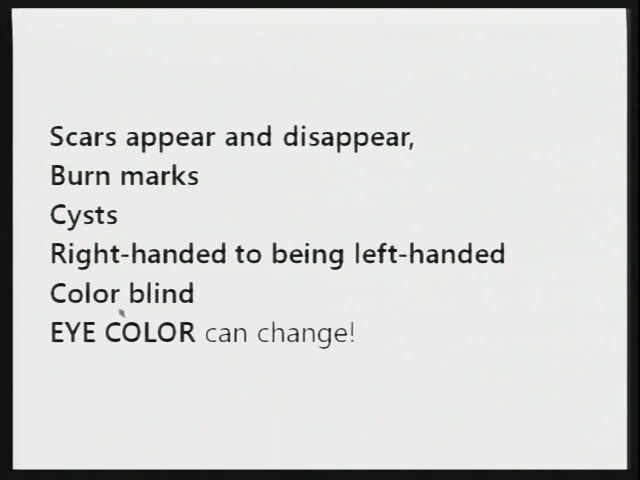 Scars appear and disappear,
Burn marks
Cysts
Right-handed to being left-handed
Color blind
EYE COLOR can change!